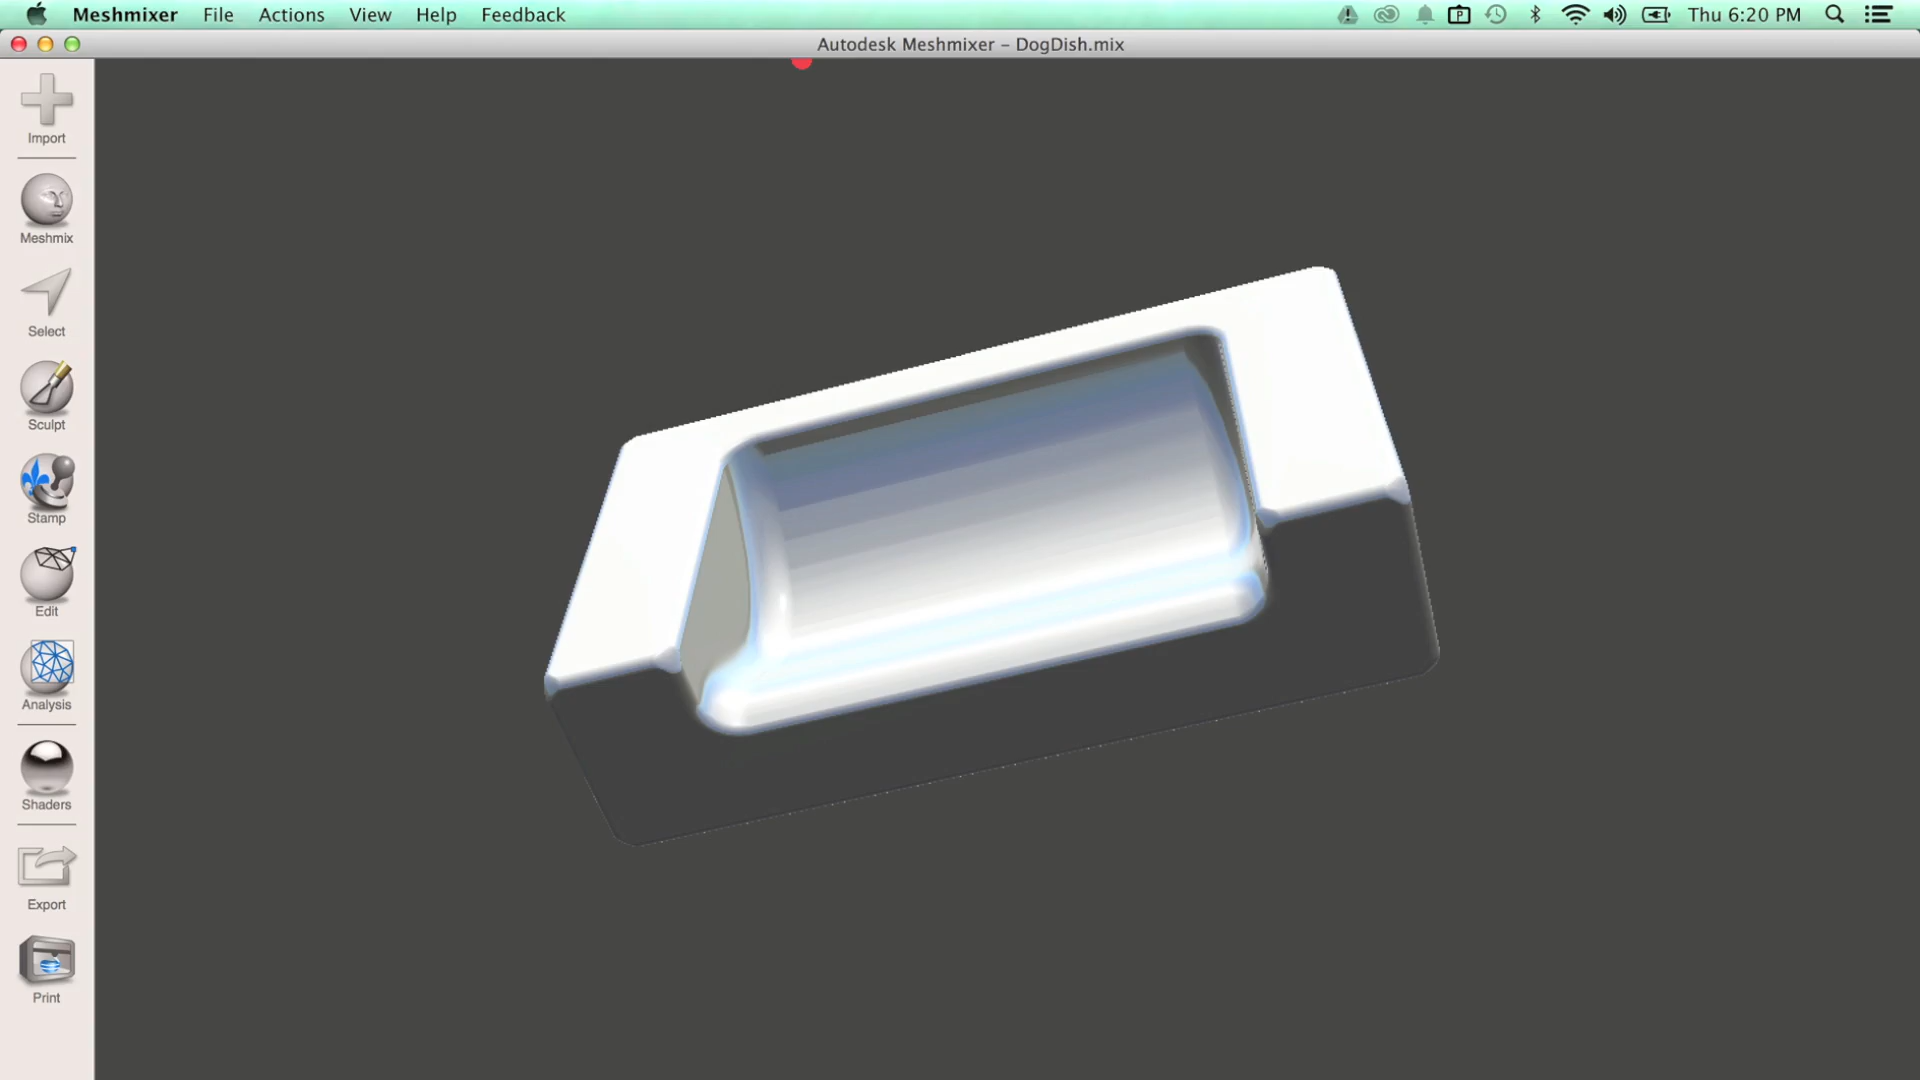 Meshmixer File Actions View Help Feedback Thu 6:20 PM
Autodesk Meshmixer – DogDish.mix
Import
Meshmix
Select
Sculpt
Stamp
Edit
Analysis
Shaders
Export
Print